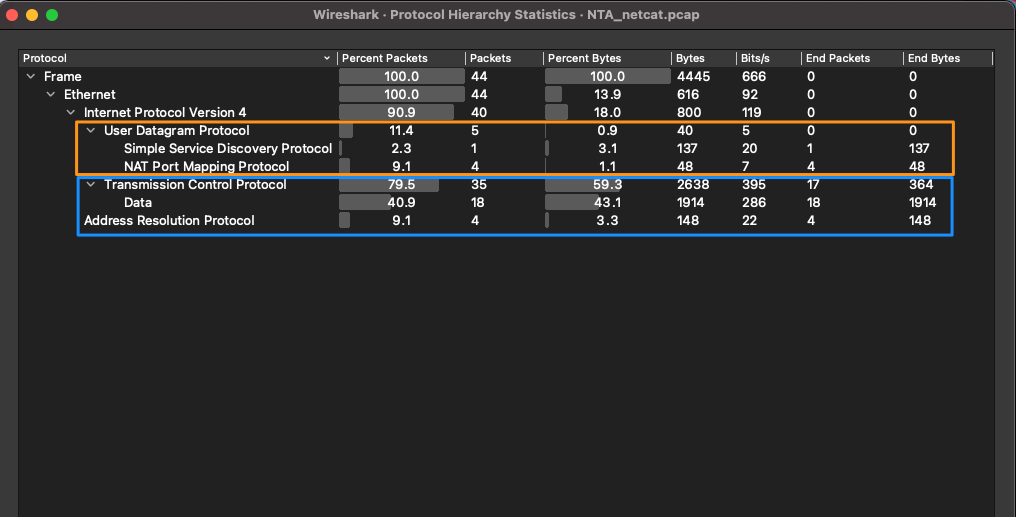 Wireshark · Protocol Hierarchy Statistics · NTA_netcat.pcap
Protocol Percent Packets Packets Percent Bytes Bytes Bits/s End Packets End Bytes
Frame 100.0 44 100.0 4445 666 0 0
Ethernet 100.0 44 13.9 616 92 0 0
Internet Protocol Version 4 90.9 40 18.0 800 119 0 0
User Datagram Protocol 11.4 5 0.9 40 5 0 0
Simple Service Discovery Protocol 2.3 1 3.1 137 20 1 137
NAT Port Mapping Protocol 9.1 4 1.1 48 7 4 48
Transmission Control Protocol 79.5 35 59.3 2638 395 17 364
Data 40.9 18 43.1 1914 286 18 1914
Address Resolution Protocol 9.1 4 3.3 148 22 4 148